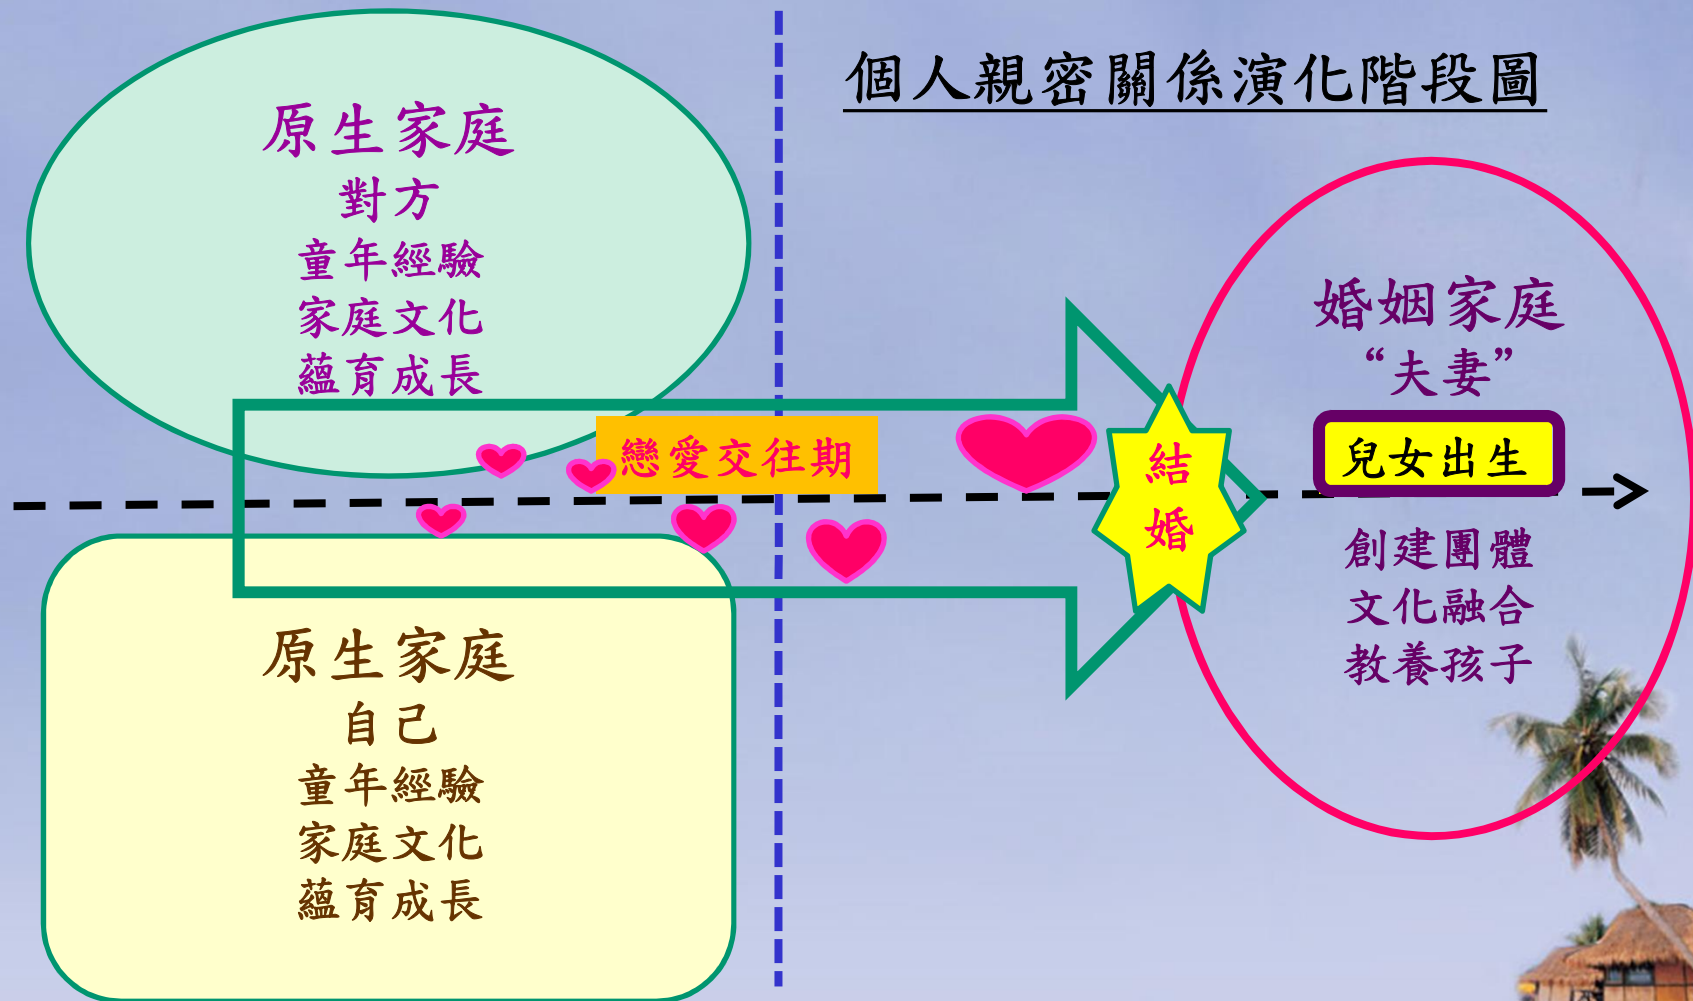 個人親密關係演化階段圖
原生家庭
對方
童年經驗
家庭文化
蘊育成長
戀愛交往期
結
婚
原生家庭
自己
童年經驗
家庭文化
蘊育成長
婚姻家庭
“夫妻”
兒女出生
創建團體
文化融合
教養孩子